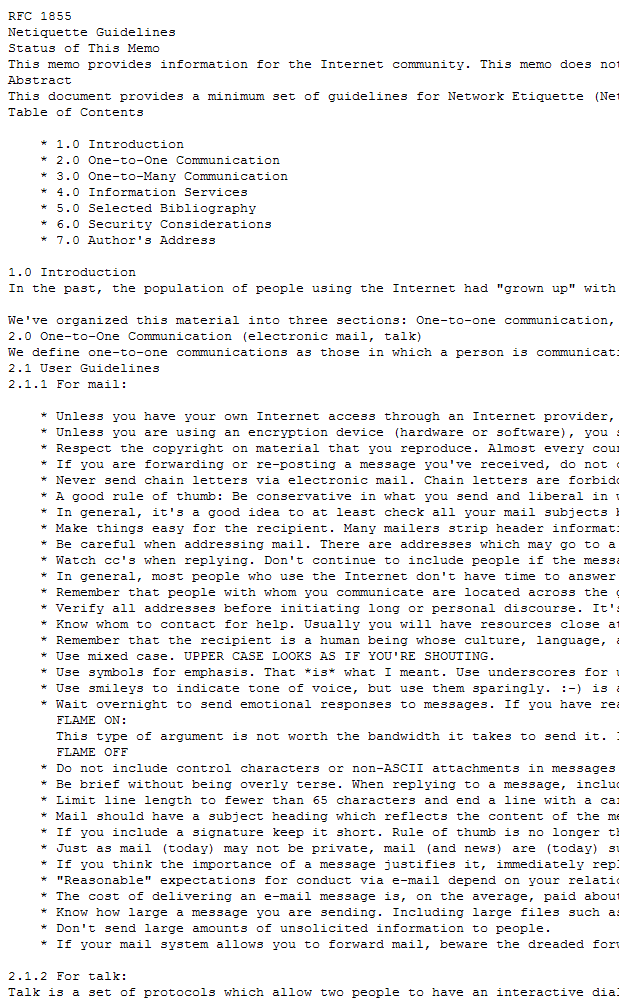 RFC 1855
Netiquette Guidelines
Status of This Memo
This memo provides information for the Internet community. This memo does not
Abstract
This document provides a minimum set of guidelines for Network Etiquette (Net
Table of Contents
* 1.0 Introduction
* 2.0 One-to-One Communication
* 3.0 One-to-Many Communication
* 4.0 Information Services
* 5.0 Selected Bibliography
* 6.0 Security Considerations
* 7.0 Author's Address
1.0 Introduction
In the past, the population of people using the Internet had "grown up" with
We've organized this material into three sections: One-to-one communication,
2.0 One-to-One Communication (electronic mail, talk)
We define one-to-one communications as those in which a person is communicati
2.1 User Guidelines
2.1.1 For mail:
* Unless you have your own Internet access through an Internet provider,
* Unless you are using an encryption device (hardware or software), you s
* Respect the copyright on material that you reproduce. Almost every cou
* If you are forwarding or re-posting a message you've received, do not c
* Never send chain letters via electronic mail. Chain letters are forbid
* A good rule of thumb: Be conservative in what you send and liberal in w
* In general, it's a good idea to at least check all your mail subjects b
* Make things easy for the recipient. Many mailers strip header informati
* Be careful when addressing mail. There are addresses which may go to a
* Watch cc's when replying. Don't continue to include people if the messa
* In general, most people who use the Internet don't have time to answer
* Remember that people with whom you communicate are located across the g
* Verify all addresses before initiating long or personal discourse. It's
* Know whom to contact for help. Usually you will have resources close at
* Remember that the recipient is a human being whose culture, language, a
* Use mixed case. UPPER CASE LOOKS AS IF YOU'RE SHOUTING.
* Use symbols for emphasis. That *is* what I meant. Use underscores for u
* Use smileys to indicate tone of voice, but use them sparingly. :-) is a
* Wait overnight to send emotional responses to messages. If you have rea
FLAME ON:
This type of argument is not worth the bandwidth it takes to send it. I
FLAME OFF
* Do not include control characters or non-ASCII attachments in messages
* Be brief without being overly terse. When replying to a message, includ
* Limit line length to fewer than 65 characters and end a line with a car
* Mail should have a subject heading which reflects the content of the me
* If you include a signature keep it short. Rule of thumb is no longer th
* Just as mail (today) may not be private, mail (and news) are (today) su
* If you think the importance of a message justifies it, immediately repl
* "Reasonable" expectations for conduct via e-mail depend on your relatio
* The cost of delivering an e-mail message is, on the average, paid about
* Know how large a message you are sending. Including large files such as
* Don't send large amounts of unsolicited information to people.
* If your mail system allows you to forward mail, beware the dreaded forw
2.1.2 For talk:
Talk is a set of protocols which allow two people to have an interactive dial